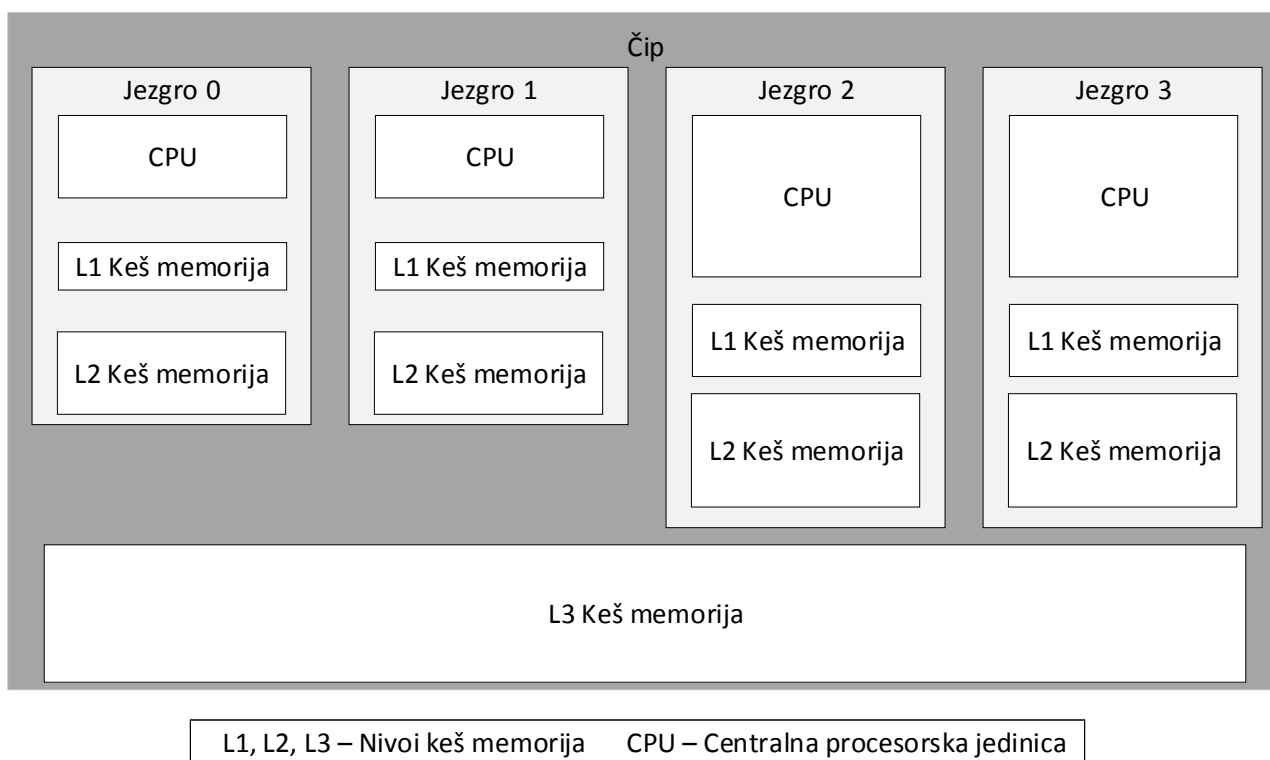 Čip
Jezgro 0
CPU
L1 Keš memorija
L2 Keš memorija
Jezgro 1
CPU
L1 Keš memorija
L2 Keš memorija
Jezgro 2
CPU
L1 Keš memorija
L2 Keš memorija
Jezgro 3
CPU
L1 Keš memorija
L2 Keš memorija
L3 Keš memorija
L1, L2, L3 – Nivoi keš memorija CPU – Centralna procesorska jedinica